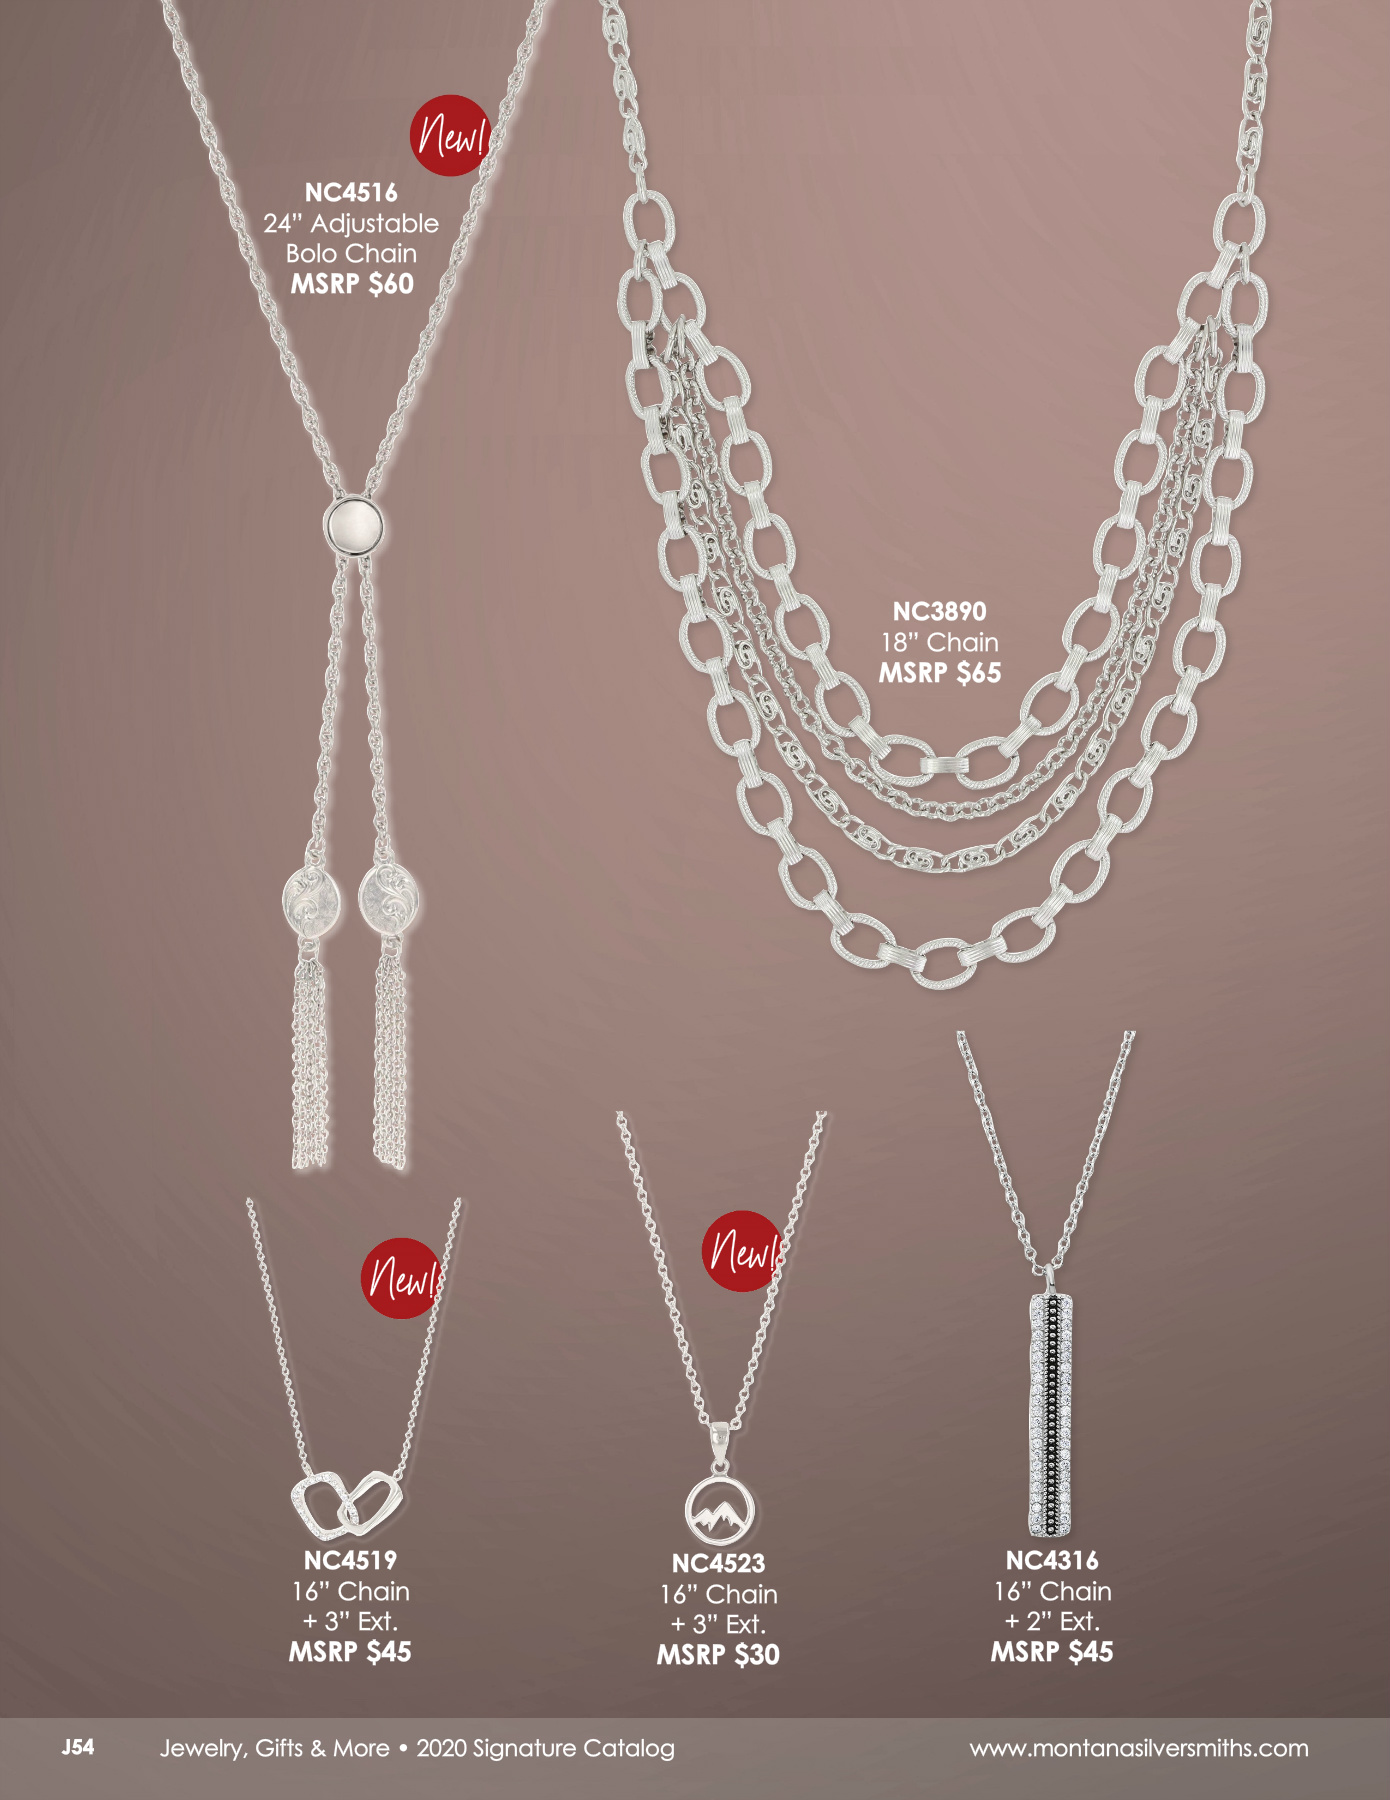 New!
NC4516
24” Adjustable
Bolo Chain
MSRP $60
NC3890
18” Chain
MSRP $65
New!
NC4519
16” Chain
+ 3” Ext.
MSRP $45
New!
NC4523
16” Chain
+ 3” Ext.
MSRP $30
NC4316
16” Chain
+ 2” Ext.
MSRP $45
J54 Jewelry, Gifts & More • 2020 Signature Catalog www.montanasilversmiths.com